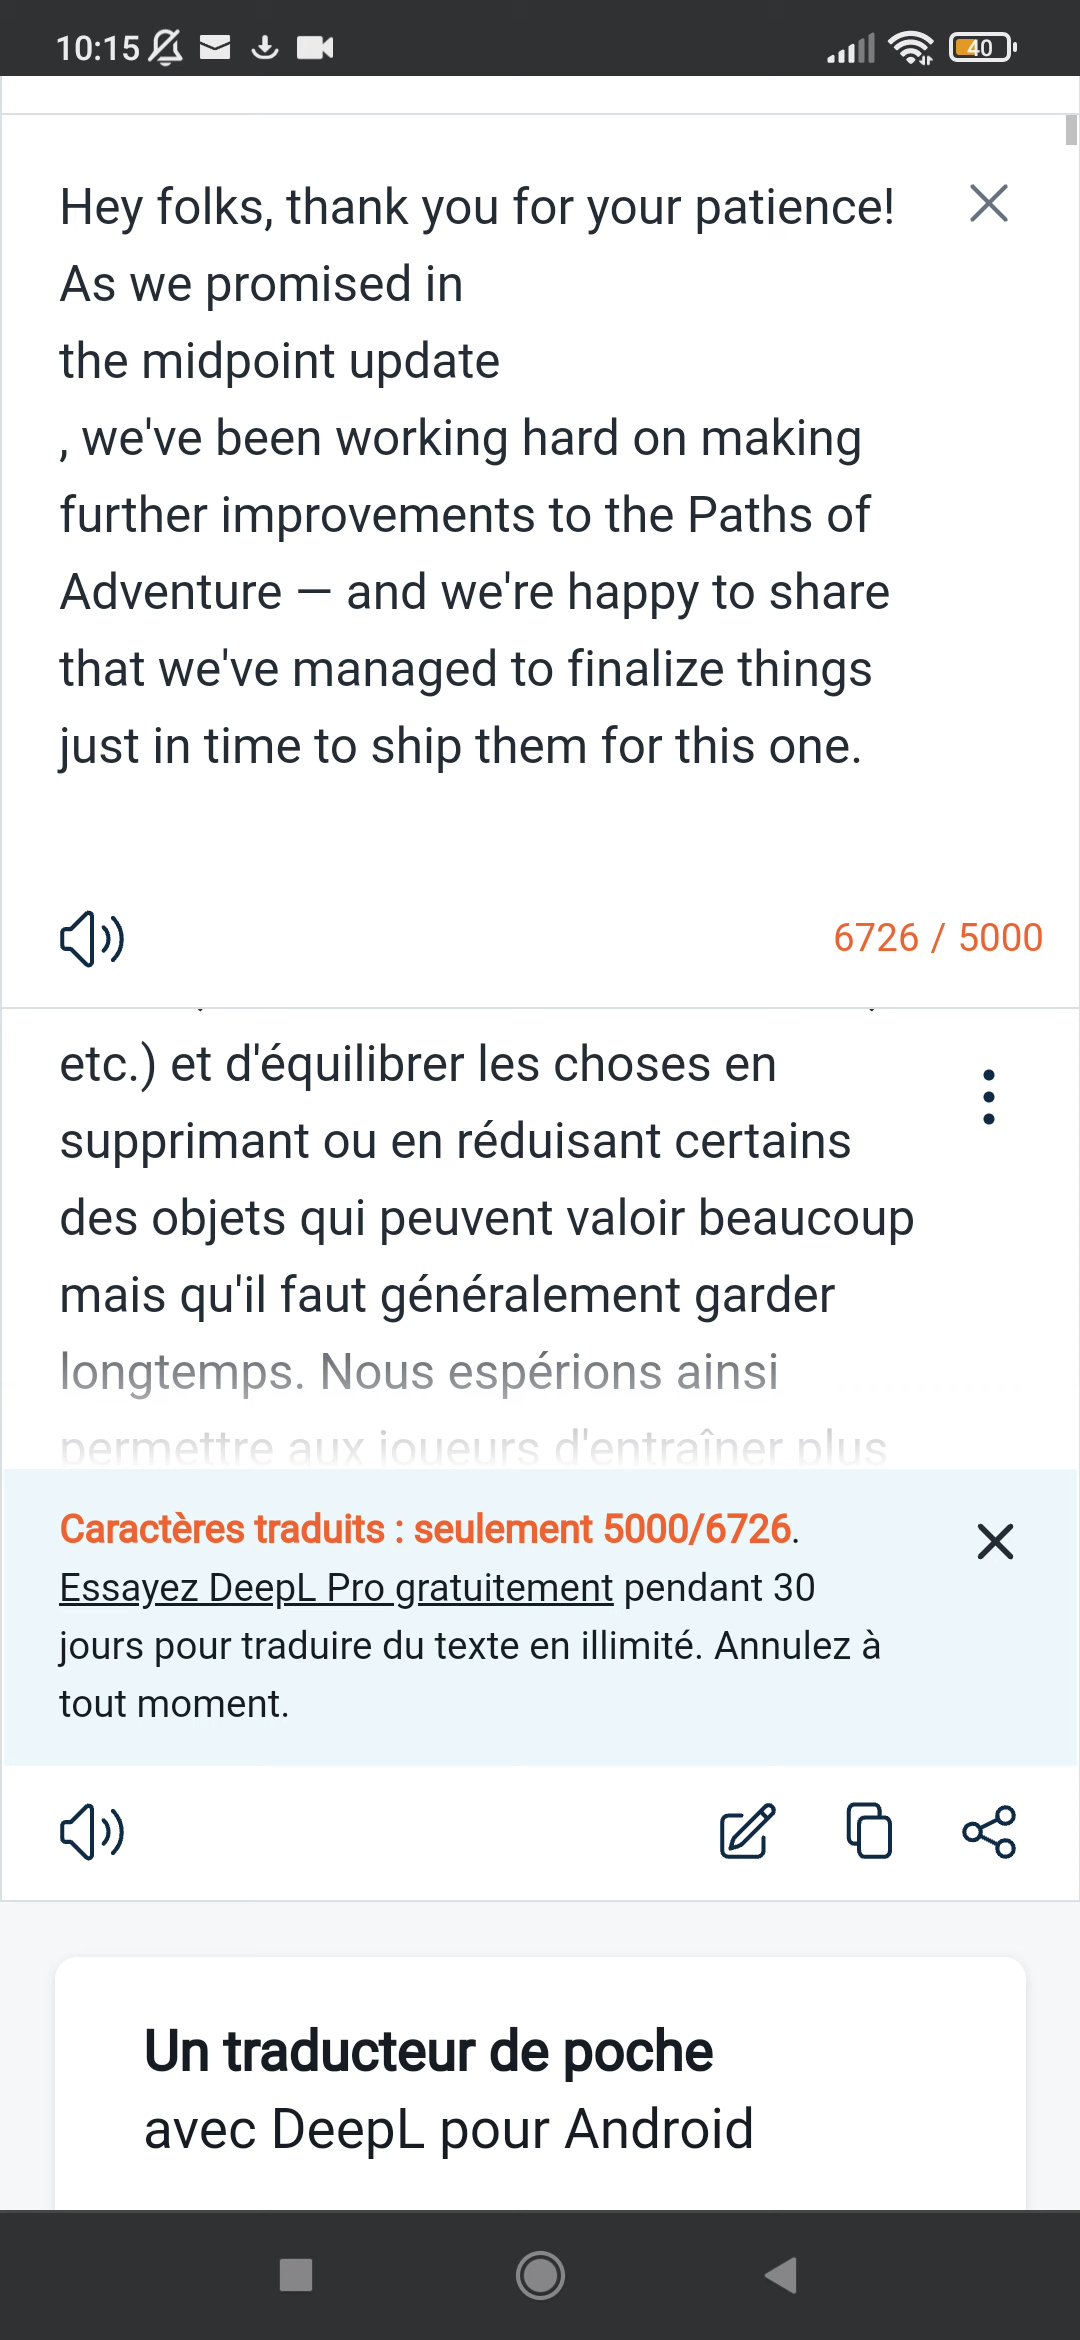 10:15
40
Hey folks, thank you for your patience!
As we promised in
the midpoint update
, we've been working hard on making
further improvements to the Paths of
Adventure — and we're happy to share
that we've managed to finalize things
just in time to ship them for this one.
6726 / 5000
etc.) et d'équilibrer les choses en
supprimant ou en réduisant certains
des objets qui peuvent valoir beaucoup
mais qu'il faut généralement garder
longtemps. Nous espérions ainsi
permettre aux joueurs d'entraîner plus
Caractères traduits : seulement 5000/6726.
Essayez DeepL Pro gratuitement pendant 30
jours pour traduire du texte en illimité. Annulez à
tout moment.
Un traducteur de poche
avec DeepL pour Android